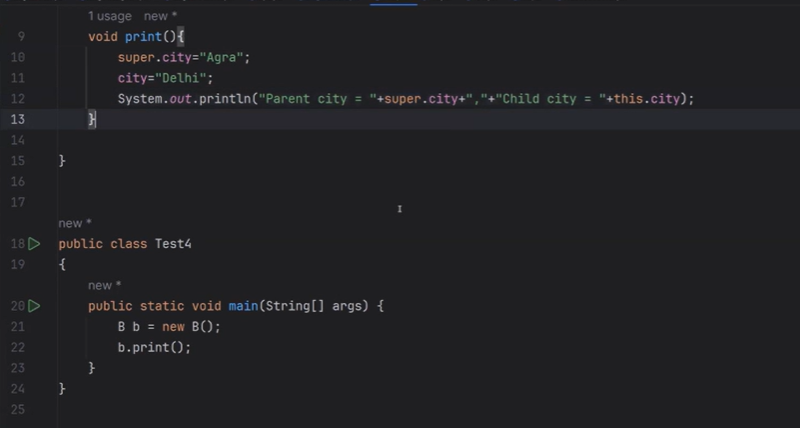 1 usage new *
9 void print(){
10 super.city="Agra";
11 city="Delhi";
12 System.out.println("Parent city = "+super.city+","+"Child city = "+this.city);
13 }
14
15 }
16
17
new *
18 public class Test4
19 {
new *
20 public static void main(String[] args) {
21 B b = new B();
22 b.print();
23 }
24 }
25